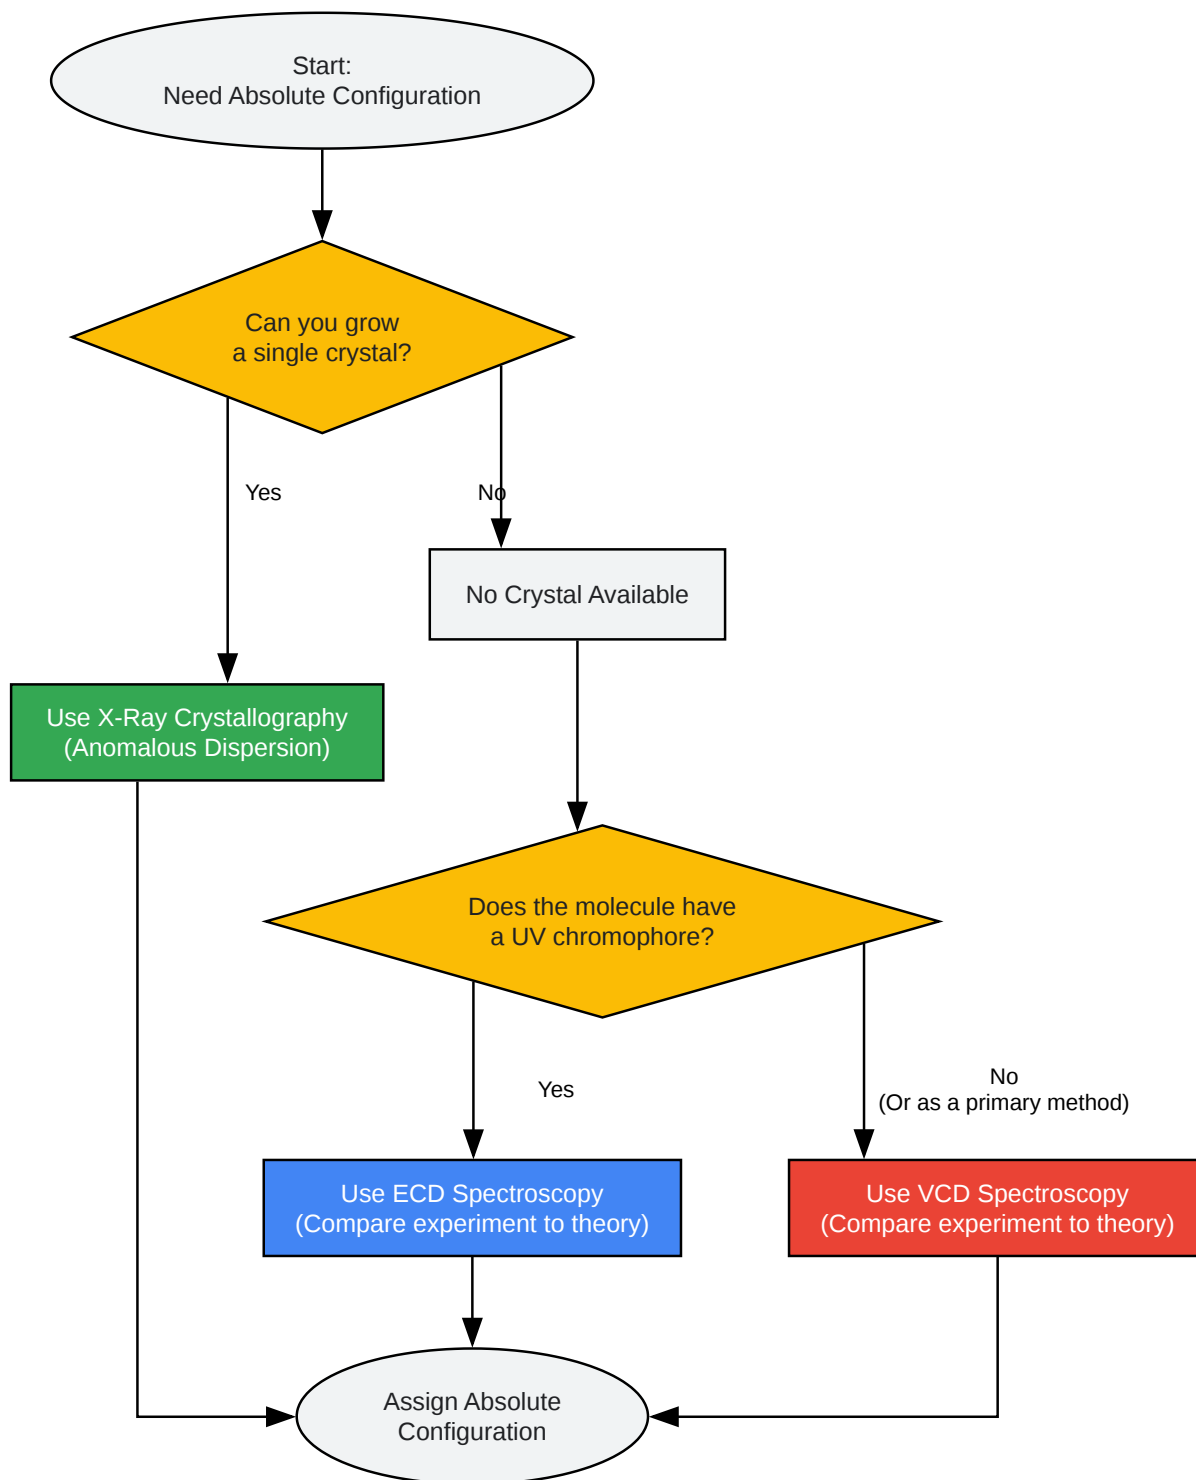 Start:
Need Absolute Configuration
Can you grow
a single crystal?
Yes
No
No Crystal Available
Use X-Ray Crystallography
(Anomalous Dispersion)
Does the molecule have
a UV chromophore?
Yes
No
(Or as a primary method)
Use ECD Spectroscopy
(Compare experiment to theory)
Use VCD Spectroscopy
(Compare experiment to theory)
Assign Absolute
Configuration